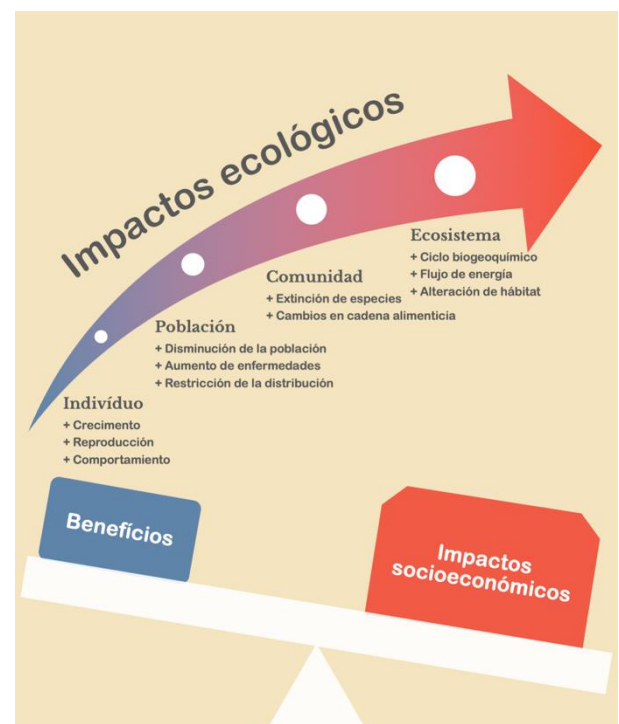 Impactos ecológicos
Ecosistema
+ Ciclo biogeoquímico
+ Flujo de energía
+ Alteración de hábitat
Comunidad
+ Extinción de especies
+ Cambios en cadena alimenticia
Población
+ Disminución de la población
+ Aumento de enfermedades
+ Restricción de la distribución
Indivíduo
+ Crecimento
+ Reproducción
+ Comportamiento
Benefícios
Impactos
socioeconómicos